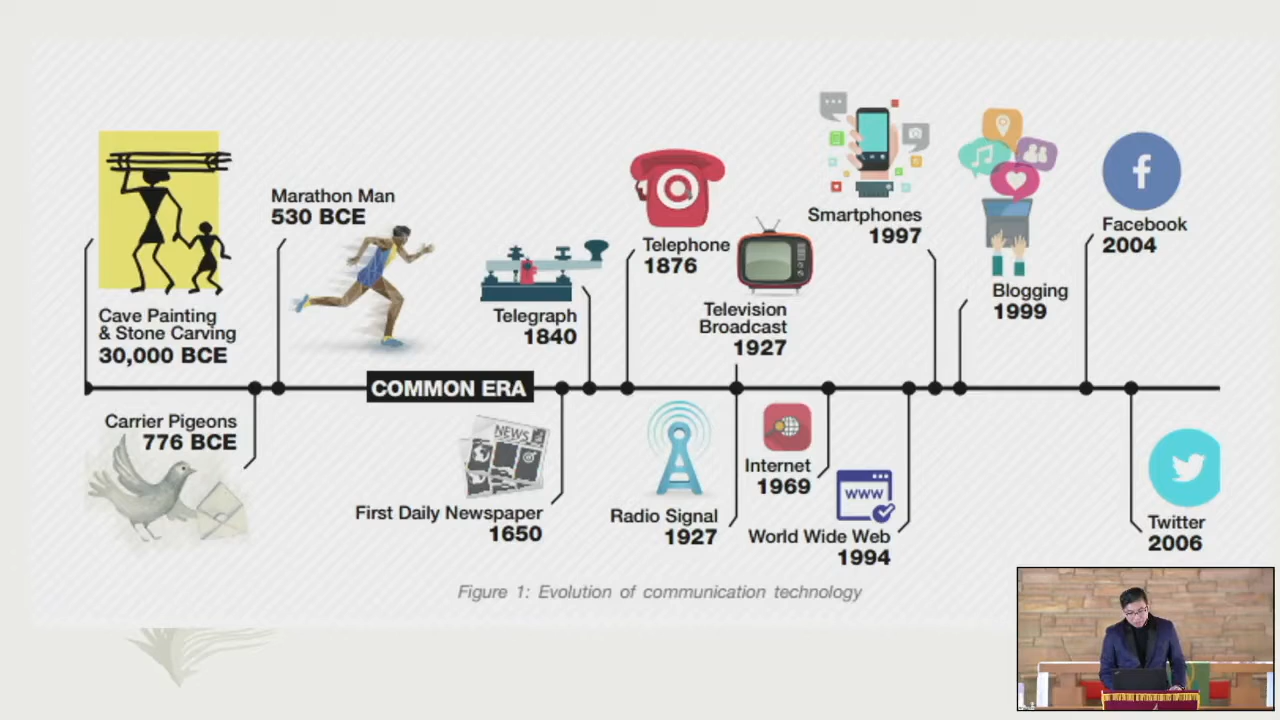 Cave Painting
& Stone Carving
30,000 BCE
Carrier Pigeons
776 BCE
Marathon Man
530 BCE
COMMON ERA
NEWS
First Daily Newspaper
1650
Telegraph
1840
Telephone
1876
Television
Broadcast
1927
Radio Signal
1927
Internet
1969
www
World Wide Web
1994
Smartphones
1997
Blogging
1999
f
Facebook
2004
Twitter
2006
Figure 1: Evolution of communication technology